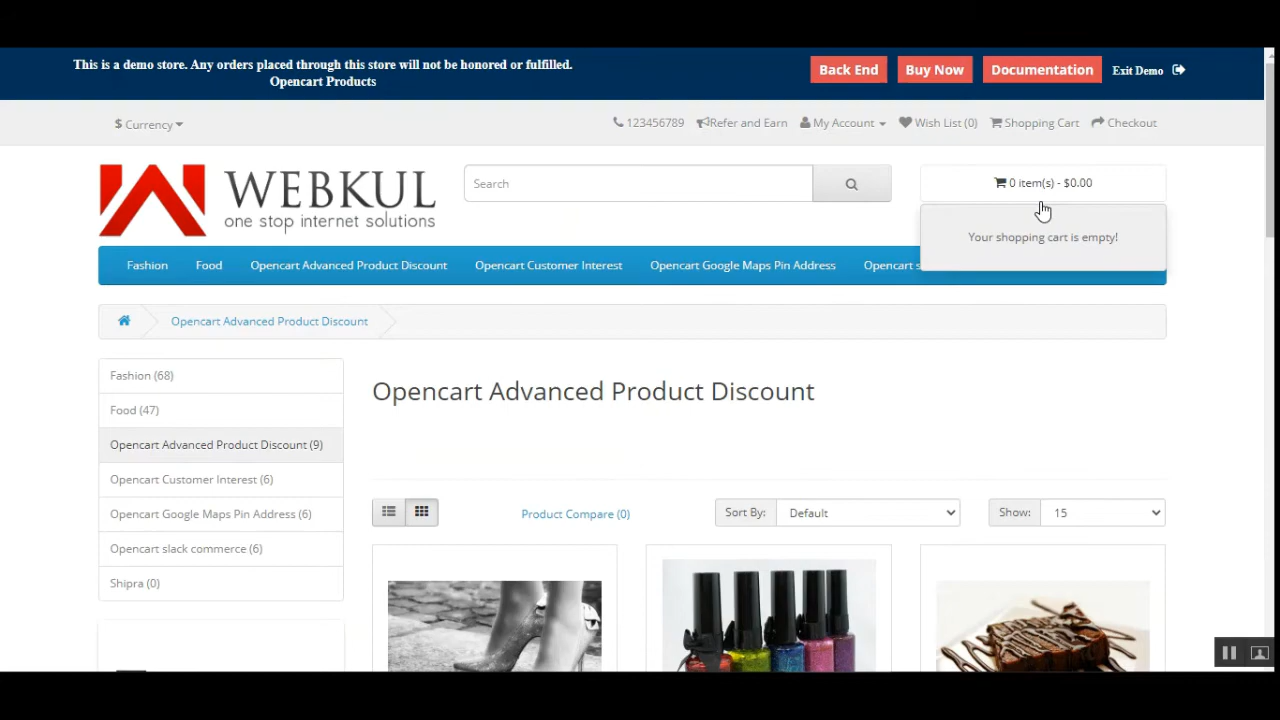 This is a demo store. Any orders placed through this store will not be honored or fulfilled.
Opencart Products
Back End
Buy Now
Documentation
Exit Demo
$ Currency
123456789
Refer and Earn
My Account
Wish List (0)
Shopping Cart
Checkout
WEBKUL
one stop internet solutions
Search
0 item(s) - $0.00
Your shopping cart is empty!
Fashion
Food
Opencart Advanced Product Discount
Opencart Customer Interest
Opencart Google Maps Pin Address
Opencart s
Opencart Advanced Product Discount
Fashion (68)
Food (47)
Opencart Advanced Product Discount (9)
Opencart Customer Interest (6)
Opencart Google Maps Pin Address (6)
Opencart slack commerce (6)
Shipra (0)
Opencart Advanced Product Discount
Product Compare (0)
Sort By:
Default
Show:
15